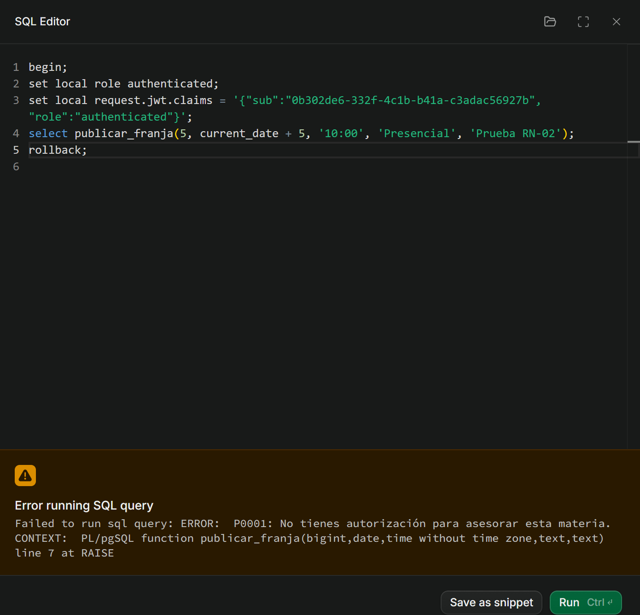 SQL Editor
1 begin;
2 set local role authenticated;
3 set local request.jwt.claims = '{"sub":"0b302de6-332f-4c1b-b41a-c3adac56927b",
"role":"authenticated"}';
4 select publicar_franja(5, current_date + 5, '10:00', 'Presencial', 'Prueba RN-02');
5 rollback;
6
Error running SQL query
Failed to run sql query: ERROR:  P0001: No tienes autorización para asesorar esta materia.
CONTEXT:  PL/pgSQL function publicar_franja(bigint,date,time without time zone,text,text)
line 7 at RAISE
Save as snippet
Run Ctrl ↵